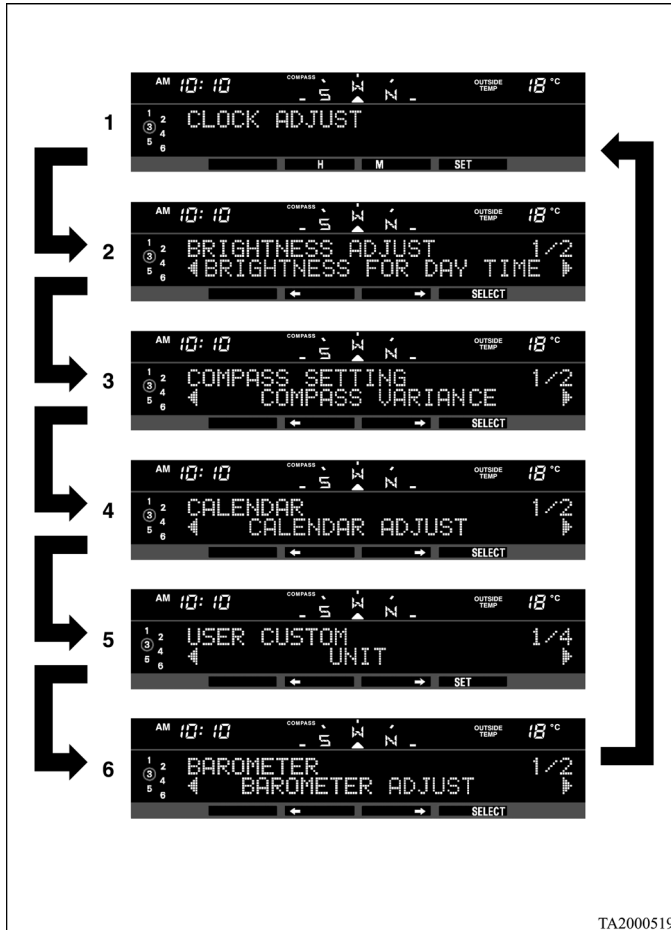 AM 10:10 COMPASS S W N OUTSIDE TEMP 18 °C
1
1 2 3 4 5 6
CLOCK ADJUST
H M SET
AM 10:10 COMPASS S W N OUTSIDE TEMP 18 °C
2
1 2 3 4 5 6
BRIGHTNESS ADJUST 1/2
BRIGHTNESS FOR DAY TIME
← → SELECT
AM 10:10 COMPASS S W N OUTSIDE TEMP 18 °C
3
1 2 3 4 5 6
COMPASS SETTING 1/2
COMPASS VARIANCE
← → SELECT
AM 10:10 COMPASS S W N OUTSIDE TEMP 18 °C
4
1 2 3 4 5 6
CALENDAR 1/2
CALENDAR ADJUST
← → SELECT
AM 10:10 COMPASS S W N OUTSIDE TEMP 18 °C
5
1 2 3 4 5 6
USER CUSTOM 1/4
UNIT
← → SET
AM 10:10 COMPASS S W N OUTSIDE TEMP 18 °C
6
1 2 3 4 5 6
BAROMETER 1/2
BAROMETER ADJUST
← → SELECT
TA2000519